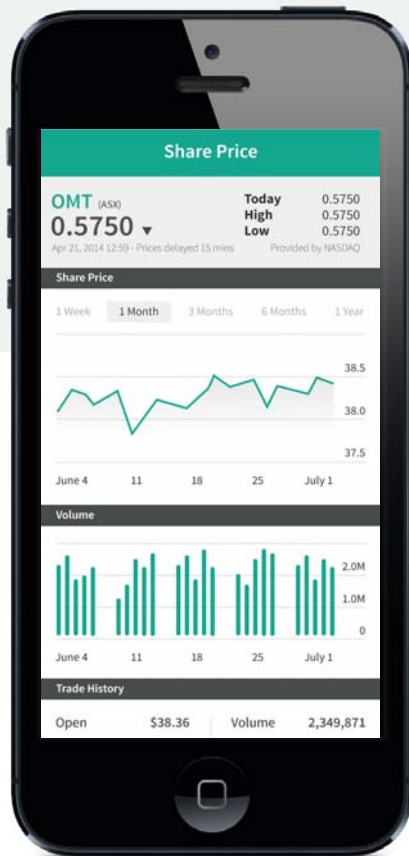 Share Price
OMT (ASX)
0.5750 ▼
Today 0.5750
High 0.5750
Low 0.5750
Apr 21, 2014 12:59 - Prices delayed 15 mins Provided by NASDAQ
Share Price
1 Week 1 Month 3 Months 6 Months 1 Year
38.5
38.0
37.5
June 4 11 18 25 July 1
Volume
2.0M
1.0M
0
June 4 11 18 25 July 1
Trade History
Open $38.36 Volume 2,349,871